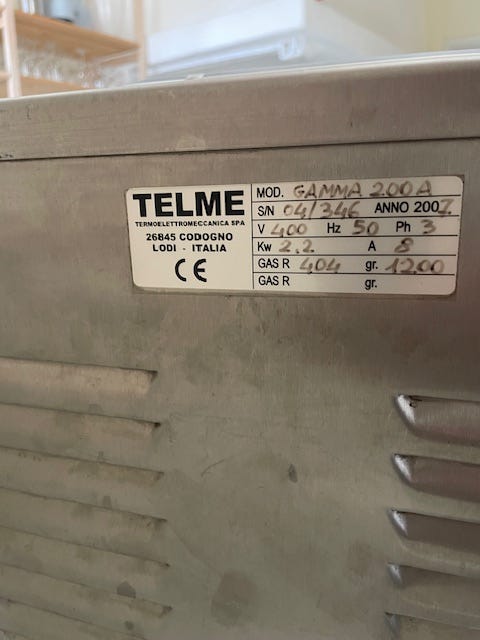 TELME
TERMOELETTROMECCANICA SPA
26845 CODOGNO
LODI - ITALIA
CE
MOD. GAMMA 200A
S/N 04/346 ANNO 2007.
V 400 Hz 50 Ph 3
Kw 2.2 A 8
GAS R 404 gr. 1200
GAS R gr.